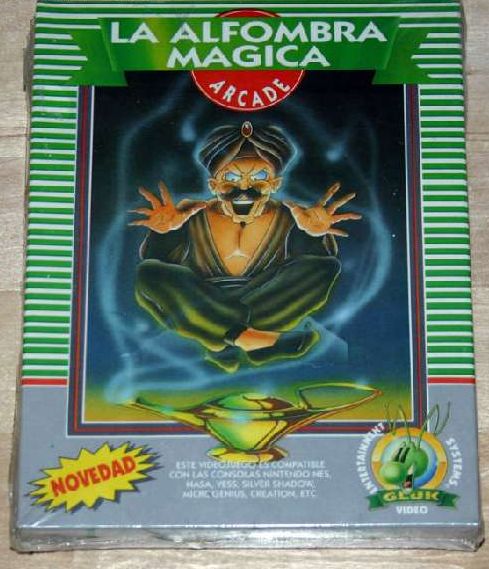 LA ALFOMBRA
MAGICA
ARCADE
NOVEDAD
ESTE VIDEOJUEGO ES COMPATIBLE
CON LAS CONSOLAS NINTENDO NES,
NASA, YESS, SILVER SHADOW,
MICRO GENIUS, CREATION, ETC.
ENTERTAINMENT
SYSTEMS
GLUK
VIDEO